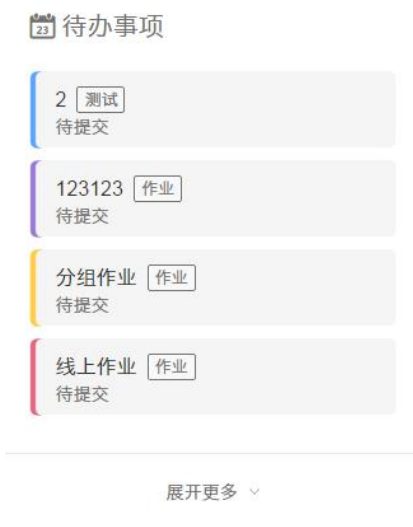 23 待办事项
2 测试
待提交
123123 作业
待提交
分组作业 作业
待提交
线上作业 作业
待提交
展开更多